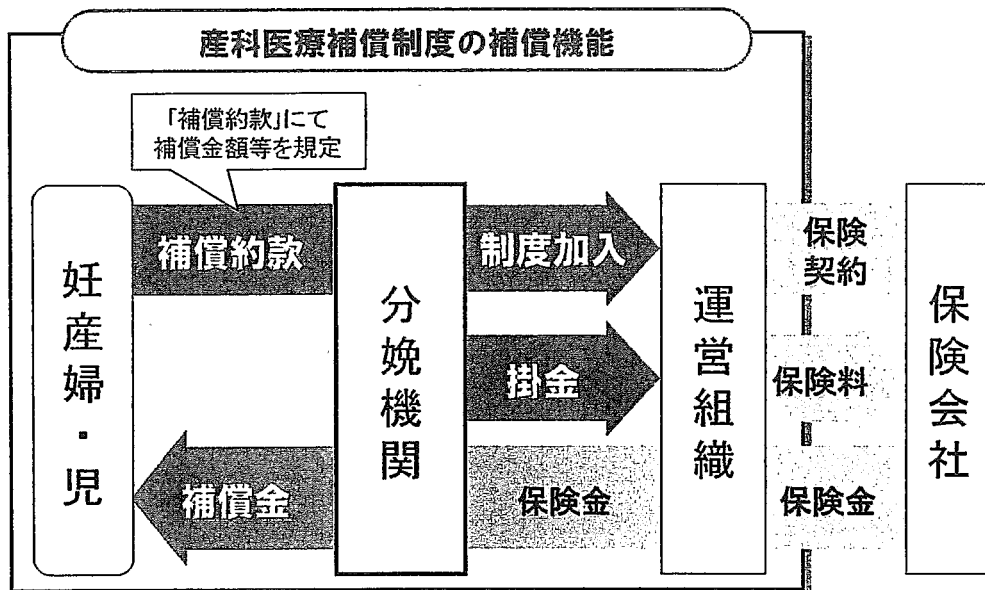 産科医療補償制度の補償機能
「補償約款」にて
補償金額等を規定
妊産婦・児
補償約款
分娩機関
制度加入
運営組織
保険
契約
保険会社
掛金
保険料
補償金
保険金
保険金